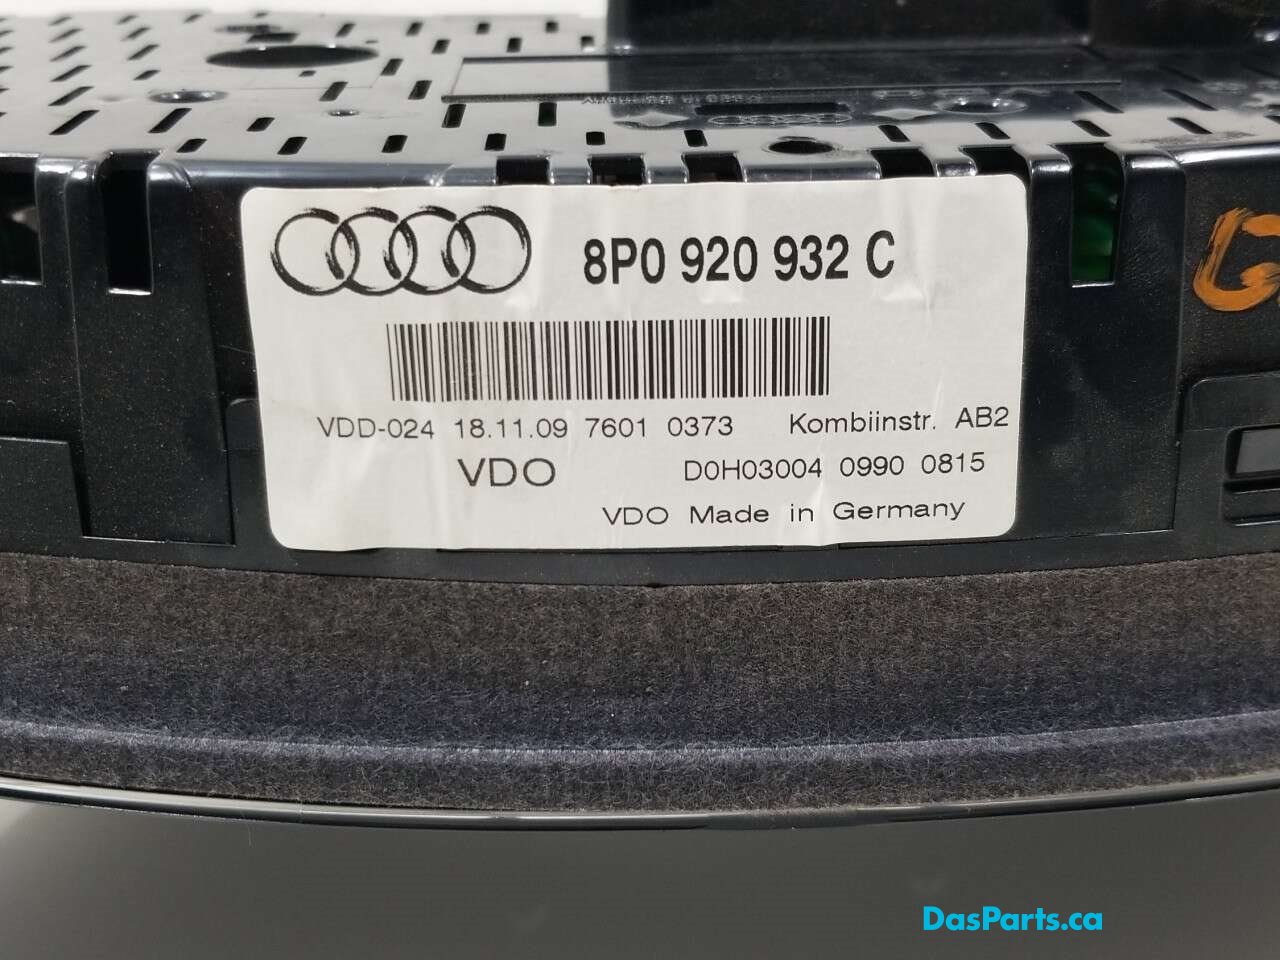 8P0 920 932 C
VDD-024 18.11.09 7601 0373 Kombiinstr. AB2
VDO D0H03004 0990 0815
VDO Made in Germany
DasParts.ca